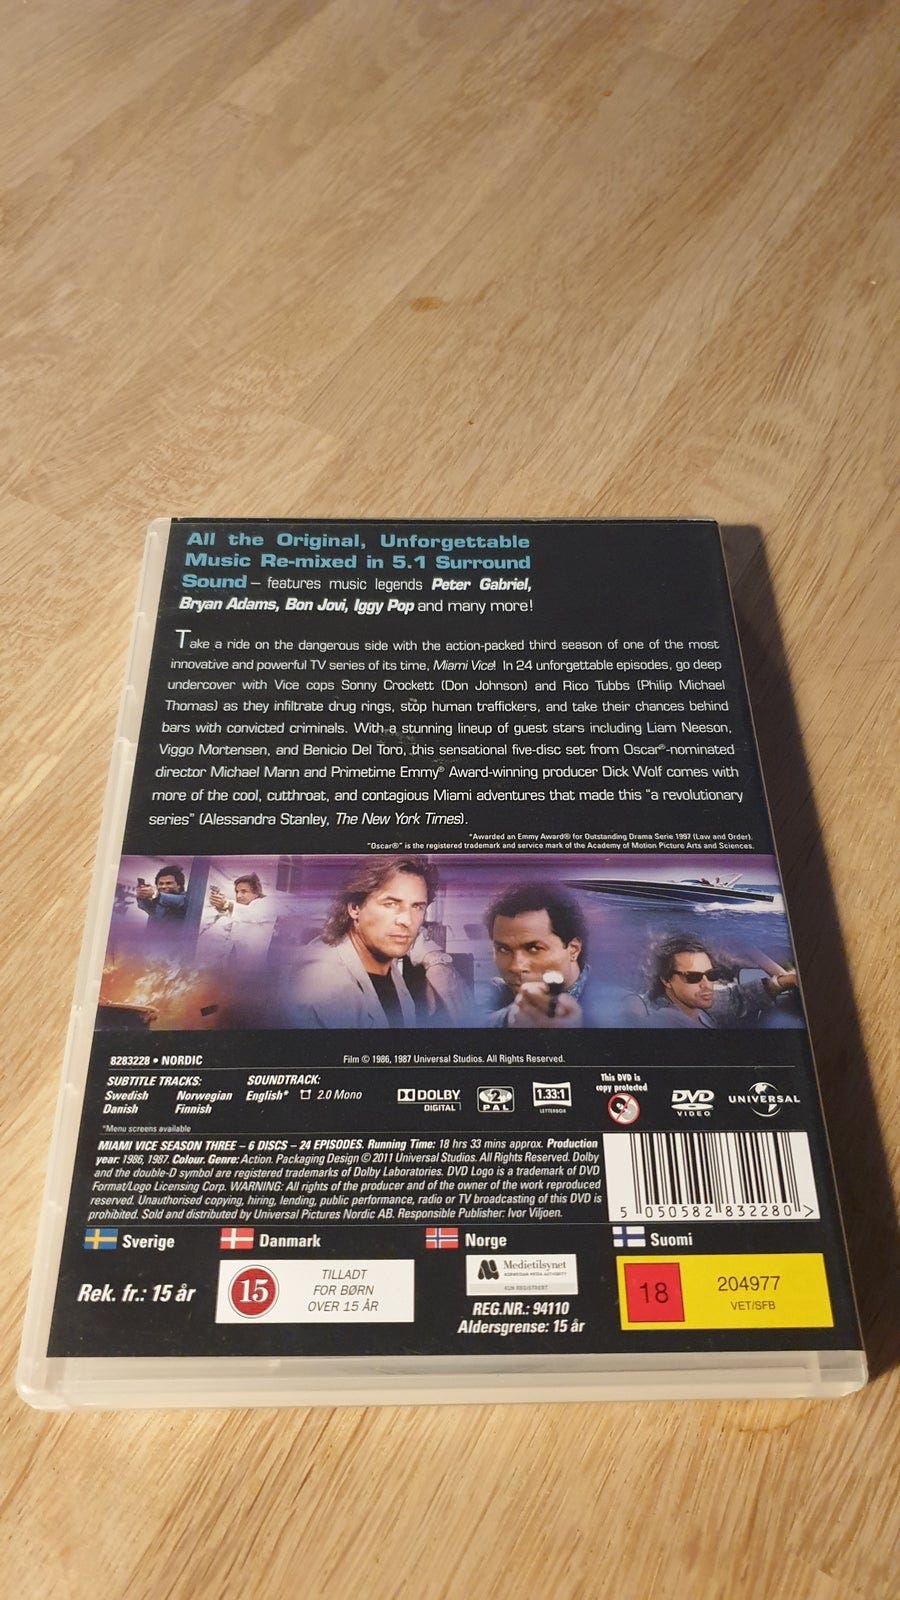 All the Original, Unforgettable
Music Re-mixed in 5.1 Surround
Sound – features music legends Peter Gabriel,
Bryan Adams, Bon Jovi, Iggy Pop and many more!
Take a ride on the dangerous side with the action-packed third season of one of the most
innovative and powerful TV series of its time, Miami Vice! In 24 unforgettable episodes, go deep
undercover with Vice cops Sonny Crockett (Don Johnson) and Rico Tubbs (Philip Michael
Thomas) as they infiltrate drug rings, stop human traffickers, and take their chances behind
bars with convicted criminals. With a stunning lineup of guest stars including Liam Neeson,
Viggo Mortensen, and Benicio Del Toro, this sensational five-disc set from Oscar®-nominated
director Michael Mann and Primetime Emmy® Award-winning producer Dick Wolf comes with
more of the cool, cutthroat, and contagious Miami adventures that made this "a revolutionary
series" (Alessandra Stanley, The New York Times).
*Awarded an Emmy Award® for Outstanding Drama Serie 1997 (Law and Order).
"Oscar®" is the registered trademark and service mark of the Academy of Motion Picture Arts and Sciences.
8283228 • NORDIC
Film © 1986, 1987 Universal Studios. All Rights Reserved.
SUBTITLE TRACKS:
Swedish Norwegian
Danish Finnish
SOUNDTRACK:
English* 2.0 Mono
*Menu screens available
DOLBY
DIGITAL
2
PAL
1.33:1
LETTERBOX
This DVD is
copy protected
DVD
VIDEO
UNIVERSAL
MIAMI VICE SEASON THREE – 6 DISCS – 24 EPISODES. Running Time: 18 hrs 33 mins approx. Production
year: 1986, 1987. Colour. Genre: Action. Packaging Design © 2011 Universal Studios. All Rights Reserved. Dolby
and the double-D symbol are registered trademarks of Dolby Laboratories. DVD Logo is a trademark of DVD
Format/Logo Licensing Corp. WARNING: All rights of the producer and of the owner of the work reproduced
reserved. Unauthorised copying, hiring, lending, public performance, radio or TV broadcasting of this DVD is
prohibited. Sold and distributed by Universal Pictures Nordic AB. Responsible Publisher: Ivor Viljoen.
5 050582 832280 >
Sverige
Danmark
Norge
Suomi
Rek. fr.: 15 år
15
TILLADT
FOR BØRN
OVER 15 ÅR
Medietilsynet
NORWEGIAN MEDIA AUTHORITY
KUN REGISTRERT
REG.NR.: 94110
Aldersgrense: 15 år
18
204977
VET/SFB